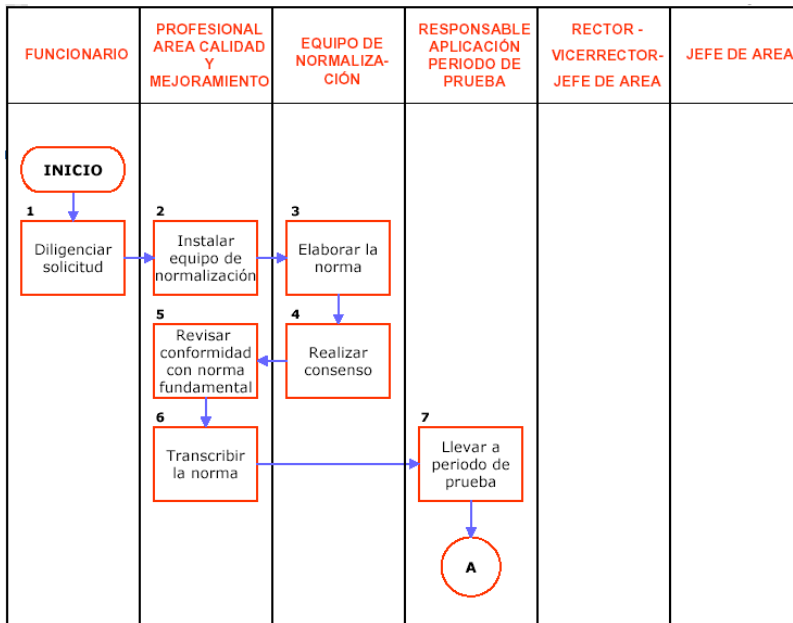 FUNCIONARIO
PROFESIONAL
AREA CALIDAD
Y
MEJORAMIENTO
EQUIPO DE
NORMALIZA-
CIÓN
RESPONSABLE
APLICACIÓN
PERIODO DE
PRUEBA
RECTOR -
VICERRECTOR-
JEFE DE AREA
JEFE DE AREA
INICIO
1
Diligenciar
solicitud
2
Instalar
equipo de
normalización
3
Elaborar la
norma
4
Realizar
consenso
5
Revisar
conformidad
con norma
fundamental
6
Transcribir
la norma
7
Llevar a
periodo de
prueba
A